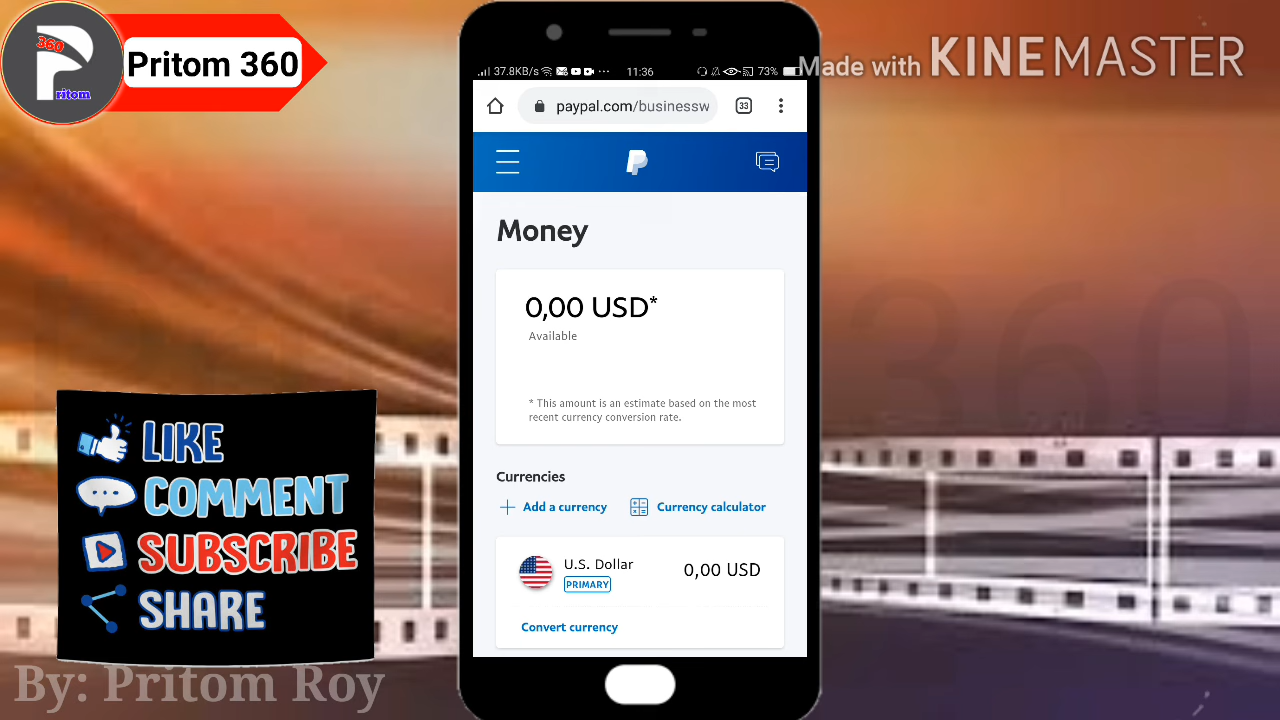 360
Pritom
Pritom 360
Made with KINEMASTER
37.8KB/s 11:36 73%
paypal.com/businessw
33
Money
0,00 USD*
Available
* This amount is an estimate based on the most
recent currency conversion rate.
Currencies
Add a currency
Currency calculator
U.S. Dollar
PRIMARY
0,00 USD
Convert currency
LIKE
COMMENT
SUBSCRIBE
SHARE
By: Pritom Roy
360